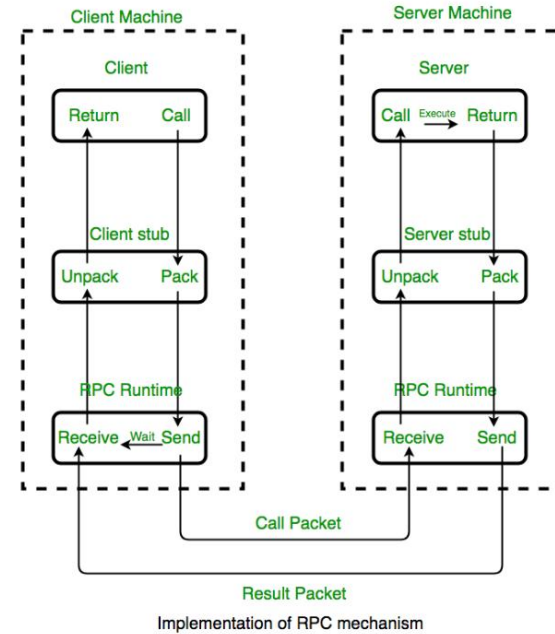 Client Machine
Server Machine
Client
Server
Return Call
Call Execute Return
Client stub
Server stub
Unpack Pack
Unpack Pack
RPC Runtime
RPC Runtime
Receive Wait Send
Receive Send
Call Packet
Result Packet
Implementation of RPC mechanism